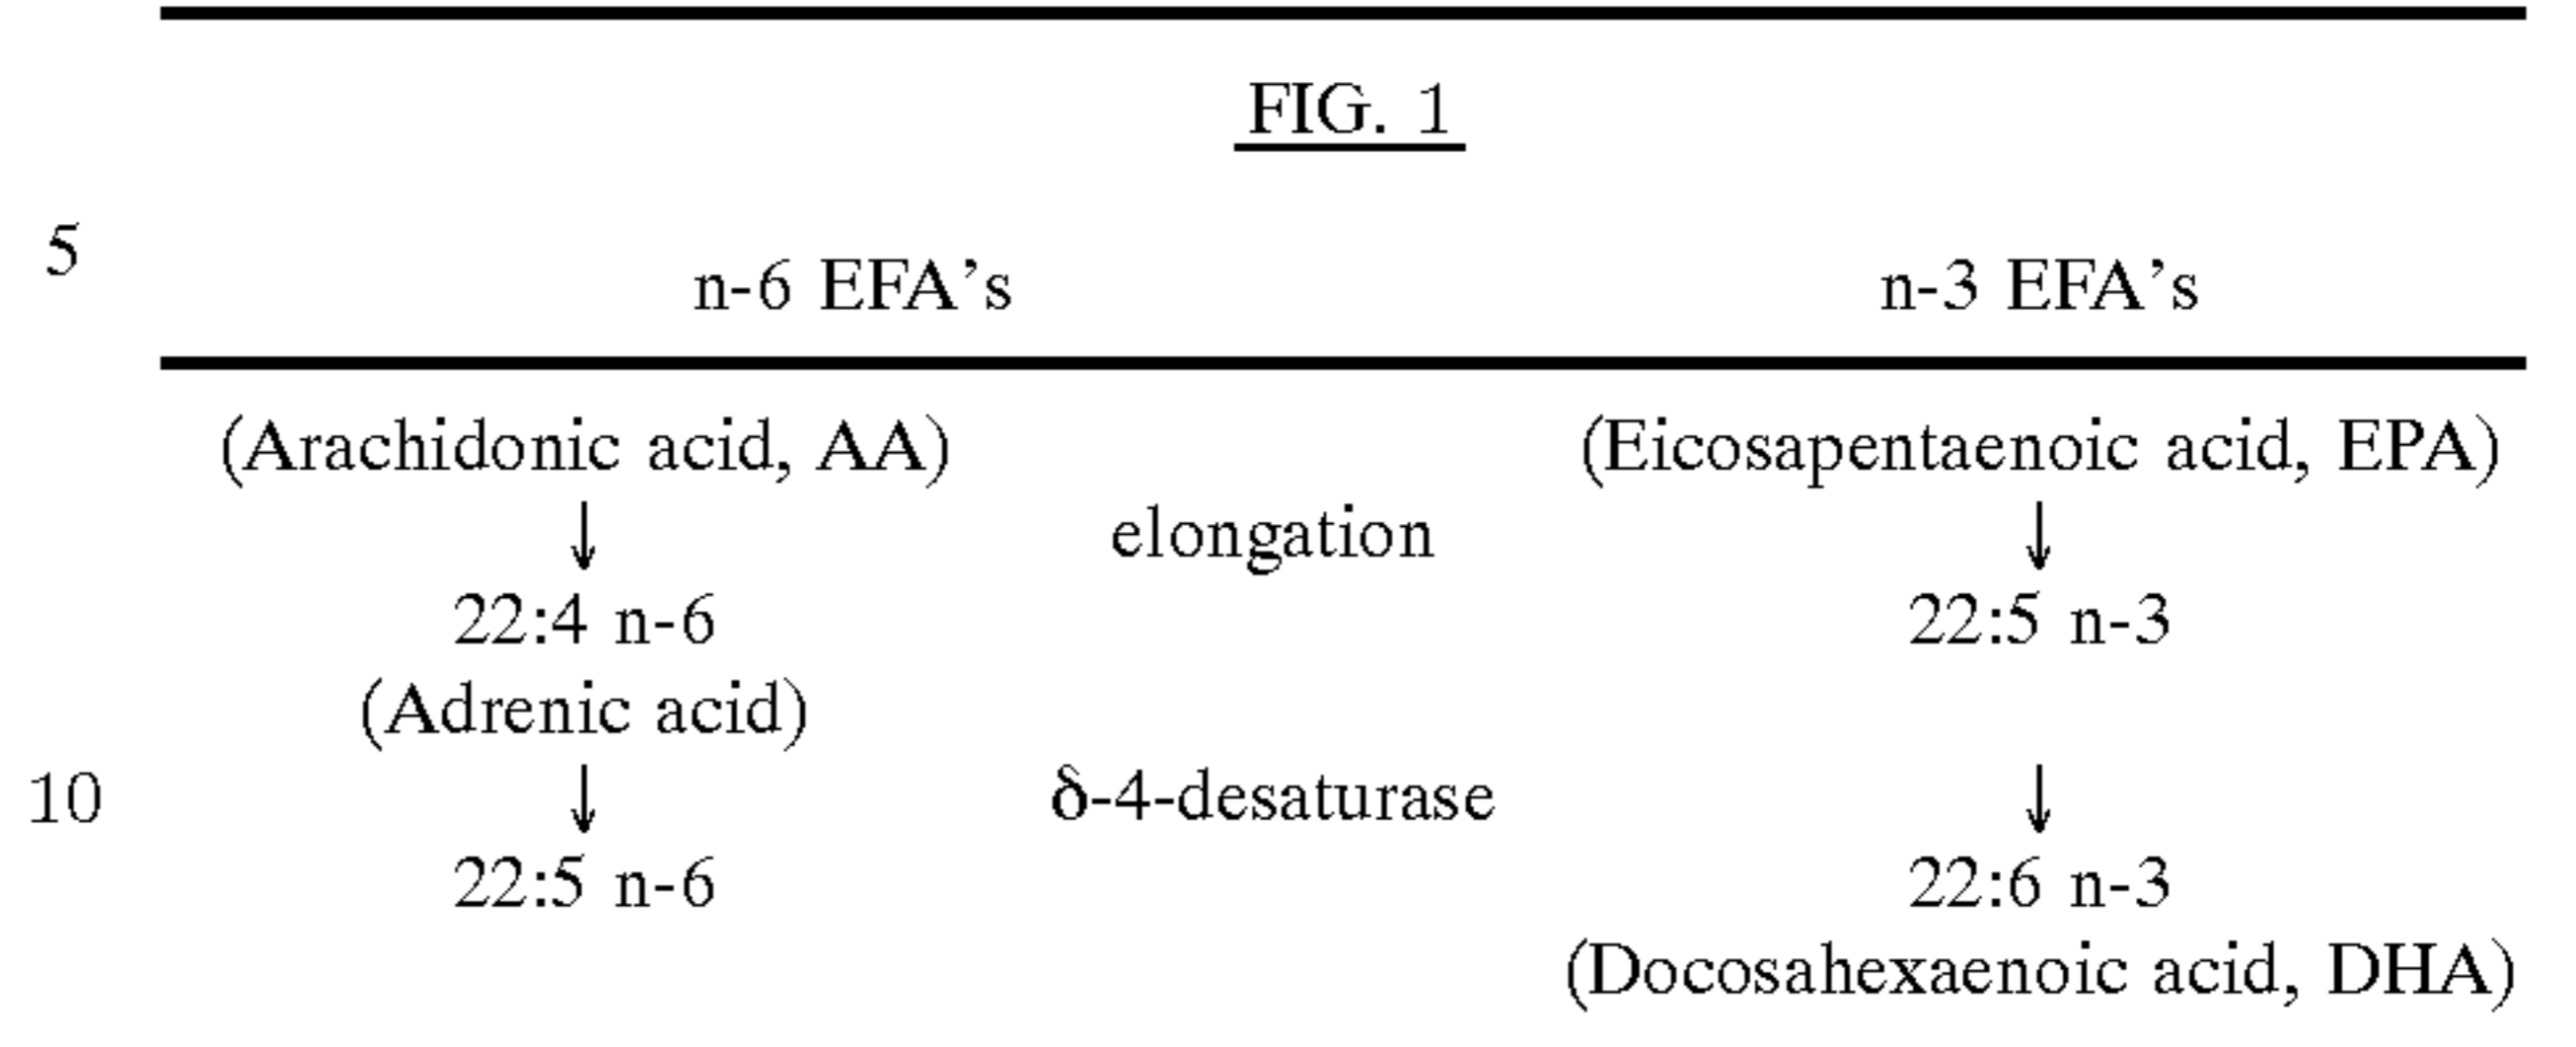 FIG. 1
5
n-6 EFA’s n-3 EFA’s
(Arachidonic acid, AA) (Eicosapentaenoic acid, EPA)
↓ elongation ↓
22:4 n-6 22:5 n-3
(Adrenic acid)
10 ↓ δ-4-desaturase ↓
22:5 n-6 22:6 n-3
(Docosahexaenoic acid, DHA)